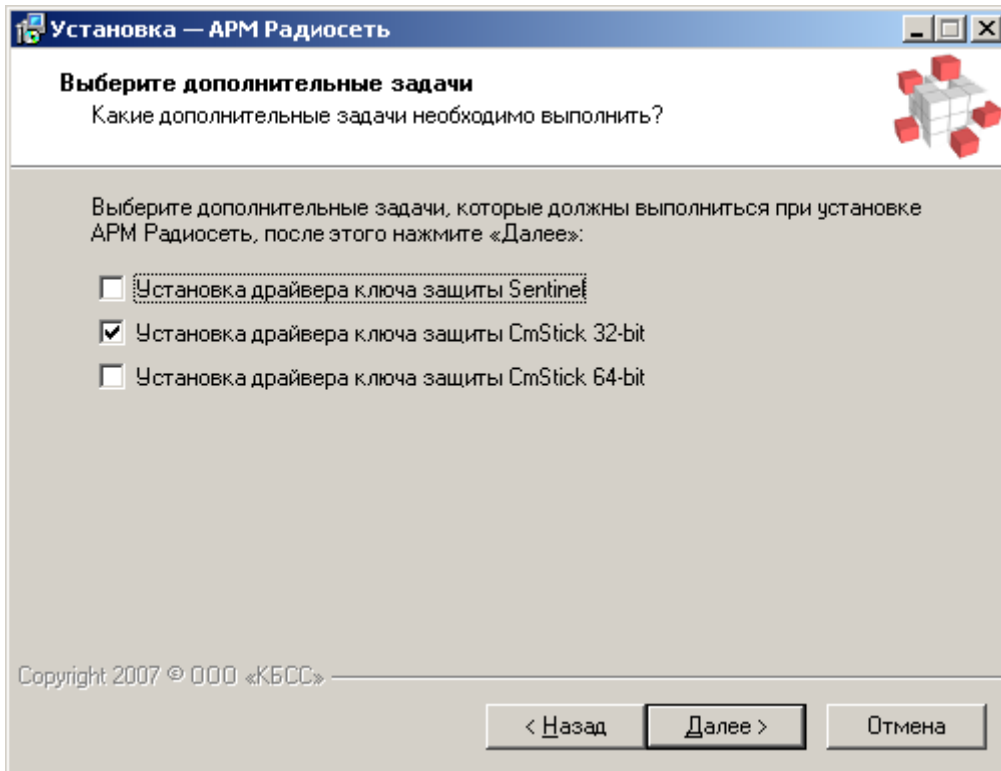 Установка — АРМ Радиосеть
Выберите дополнительные задачи
Какие дополнительные задачи необходимо выполнить?
Выберите дополнительные задачи, которые должны выполниться при установке
АРМ Радиосеть, после этого нажмите «Далее»:
Установка драйвера ключа защиты Sentinel
Установка драйвера ключа защиты CmStick 32-bit
Установка драйвера ключа защиты CmStick 64-bit
Copyright 2007 © ООО «КБСС»
< Назад Далее > Отмена